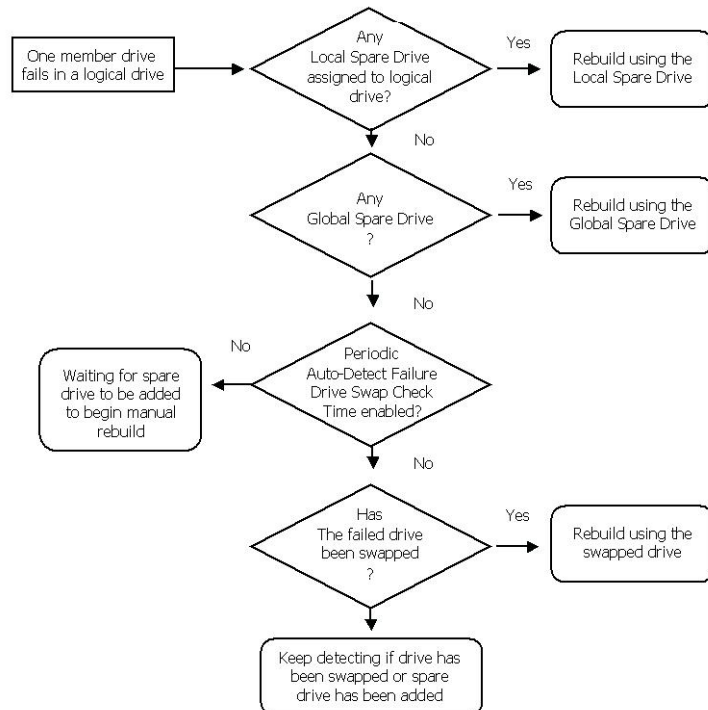 One member drive
fails in a logical drive
Any
Local Spare Drive
assigned to logical
drive?
Yes
Rebuild using the
Local Spare Drive
No
Any
Global Spare Drive
?
Yes
Rebuild using the
Global Spare Drive
No
Periodic
Auto-Detect Failure
Drive Swap Check
Time enabled?
No
Waiting for spare
drive to be added
to begin manual
rebuild
No
Has
The failed drive
been swapped
?
Yes
Rebuild using the
swapped drive
Keep detecting if drive has
been swapped or spare
drive has been added